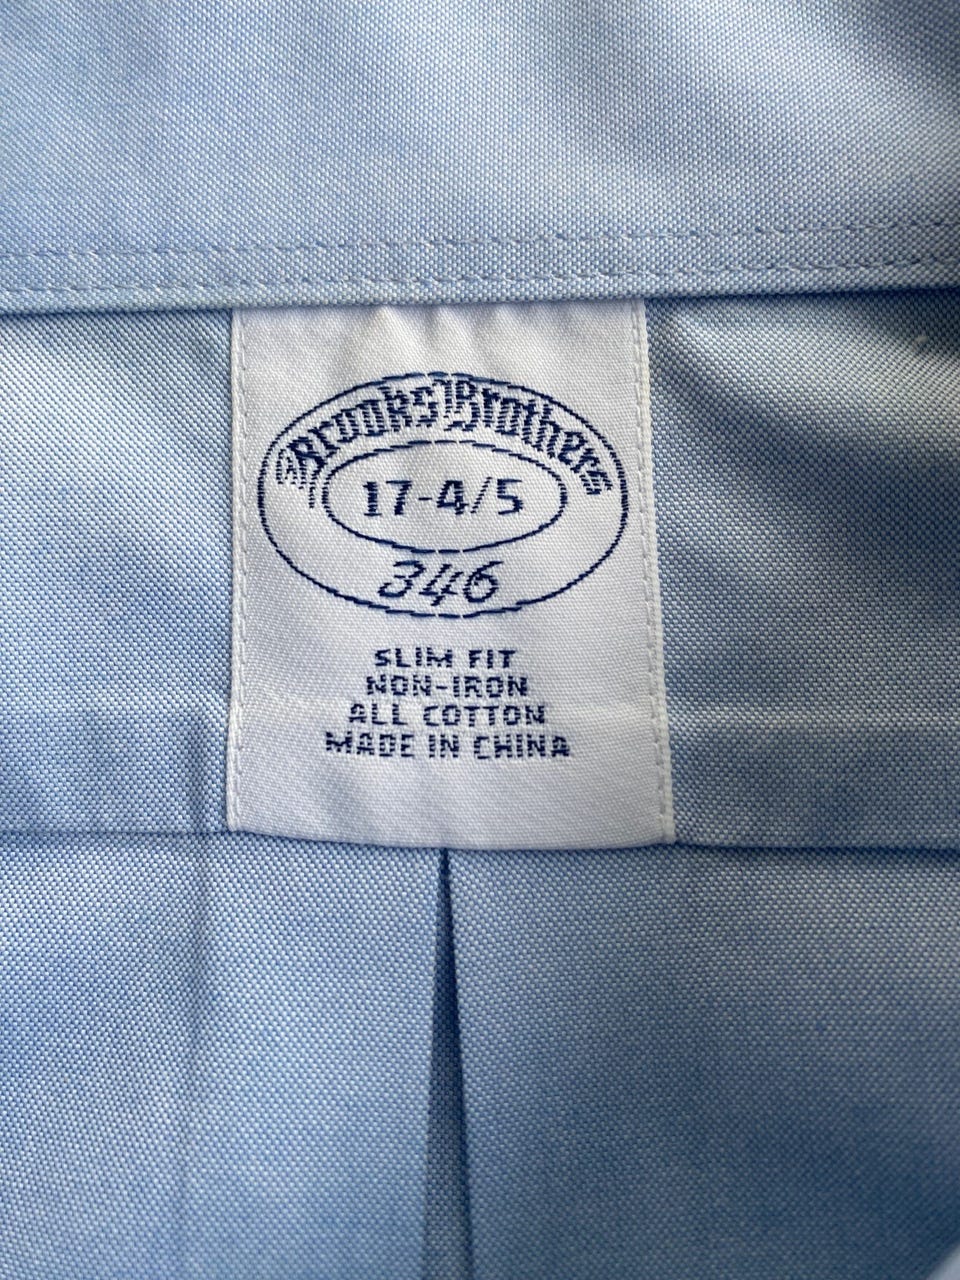 Brooks Brothers
17-4/5
346
SLIM FIT
NON-IRON
ALL COTTON
MADE IN CHINA